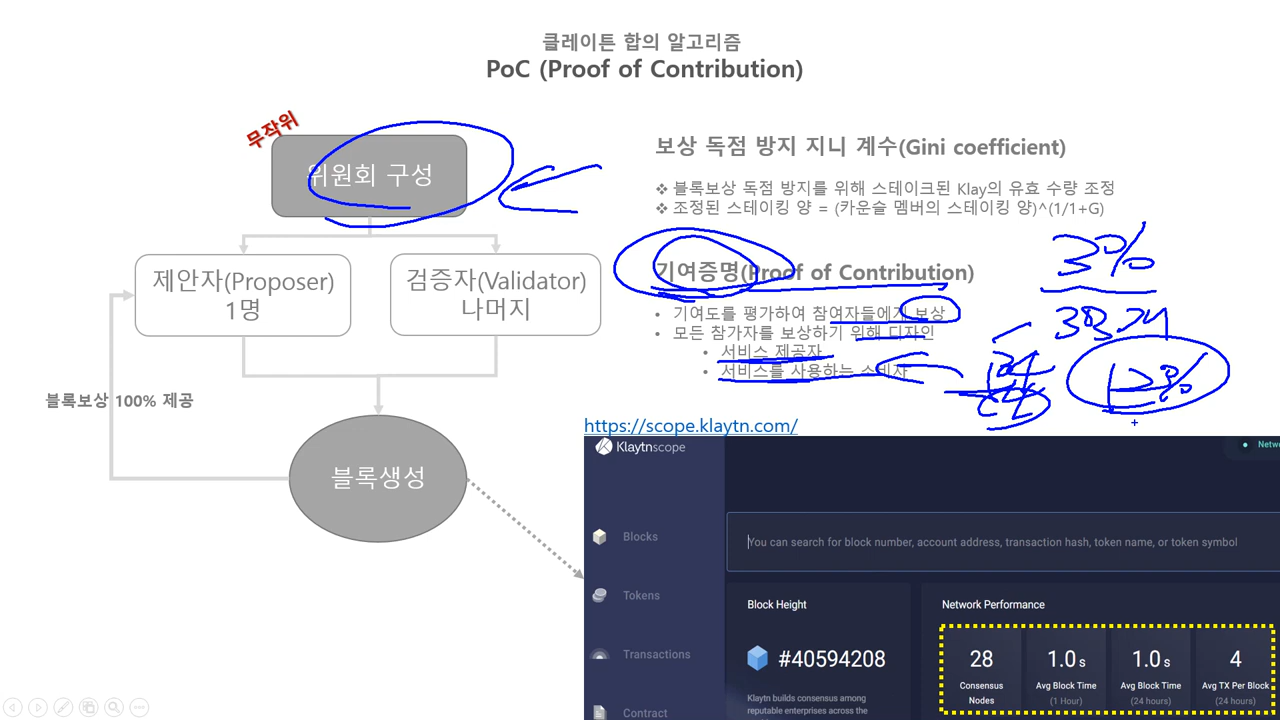 클레이튼 합의 알고리즘
PoC (Proof of Contribution)
무작위
위원회 구성
제안자(Proposer)
1명
검증자(Validator)
나머지
블록보상 100% 제공
블록생성
보상 독점 방지 지니 계수(Gini coefficient)
❖ 블록보상 독점 방지를 위해 스테이크된 Klay의 유효 수량 조정
❖ 조정된 스테이킹 양 = (카운슬 멤버의 스테이킹 양)^(1/1+G)
기여증명(Proof of Contribution)
• 기여도를 평가하여 참여자들에게 보상
• 모든 참가자를 보상하기 위해 디자인
• 서비스 제공자
• 서비스를 사용하는 소비자
3%
12%
https://scope.klaytn.com/
Klaytnscope
Blocks
Tokens
Transactions
Contract
You can search for block number, account address, transaction hash, token name, or token symbol
Block Height
#40594208
Klaytn builds consensus among
reputable enterprises across the
Network Performance
28
Consensus
Nodes
1.0 s
Avg Block Time
(1 Hour)
1.0 s
Avg Block Time
(24 hours)
4
Avg TX Per Block
(24 hours)